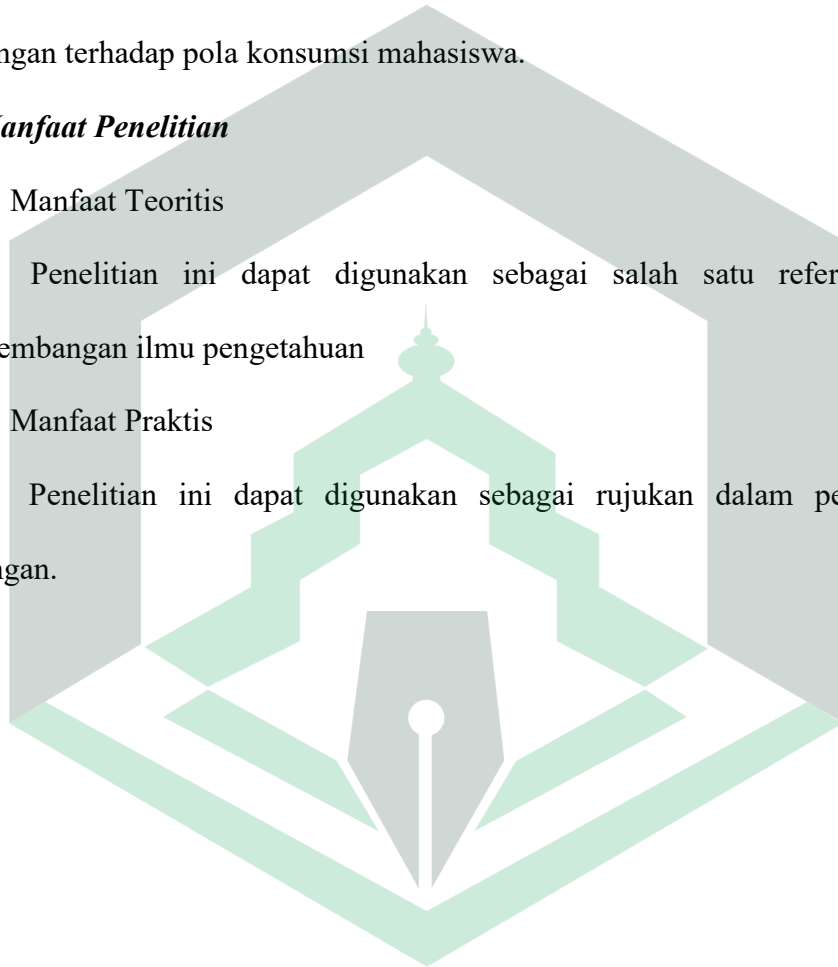 ngan terhadap pola konsumsi mahasiswa.
Manfaat Penelitian
Manfaat Teoritis
Penelitian ini dapat digunakan sebagai salah satu refer
embangan ilmu pengetahuan
Manfaat Praktis
Penelitian ini dapat digunakan sebagai rujukan dalam pe
ngan.